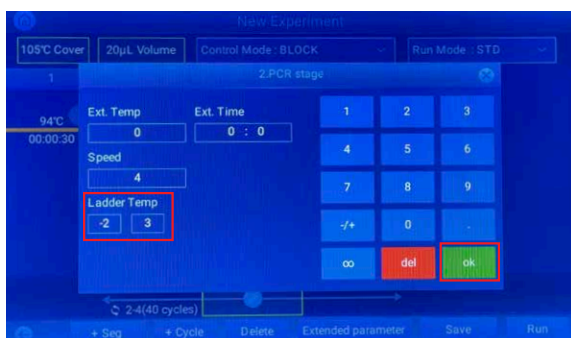 New Experiment
105℃ Cover 20μL Volume Control Mode : BLOCK Run Mode : STD
1 2.PCR stage
94℃
00:00:30
Ext. Temp Ext. Time
0 0 : 0
Speed
4
Ladder Temp
-2 3
1 2 3
4 5 6
7 8 9
-/+ 0 .
∞ del ok
2-4(40 cycles)
+ Seg + Cycle Delete Extended parameter Save Run